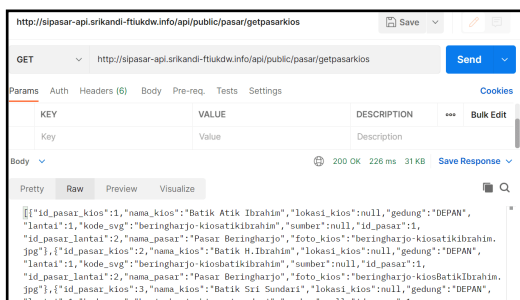 http://sipasar-api.srikandi-ftiukdw.info/api/public/pasar/getpasarkios Save
GET http://sipasar-api.srikandi-ftiukdw.info/api/public/pasar/getpasarkios Send
Params Auth Headers (6) Body Pre-req. Tests Settings Cookies
KEY VALUE DESCRIPTION ooo Bulk Edit
Key Value Description
Body 200 OK 226 ms 31 KB Save Response
Pretty Raw Preview Visualize
[{"id_pasar_kios":1,"nama_kios":"Batik Atik Ibrahim","lokasi_kios":null,"gedung":"DEPAN",
"lantai":1,"kode_svg":"beringharjo-kiosatikibrahim","sumber":null,"id_pasar":1,
"id_pasar_lantai":2,"nama_pasar":"Pasar Beringharjo","foto_kios":"beringharjo-kiosatikibrahim.
jpg"},{"id_pasar_kios":2,"nama_kios":"Batik H.Ibrahim","lokasi_kios":null,"gedung":"DEPAN",
"lantai":1,"kode_svg":"beringharjo-kiosbatikibrahim","sumber":null,"id_pasar":1,
"id_pasar_lantai":2,"nama_pasar":"Pasar Beringharjo","foto_kios":"beringharjo-kiosBatikIbrahim.
jpg"},{"id_pasar_kios":3,"nama_kios":"Batik Sri Sundari","lokasi_kios":null,"gedung":"DEPAN",